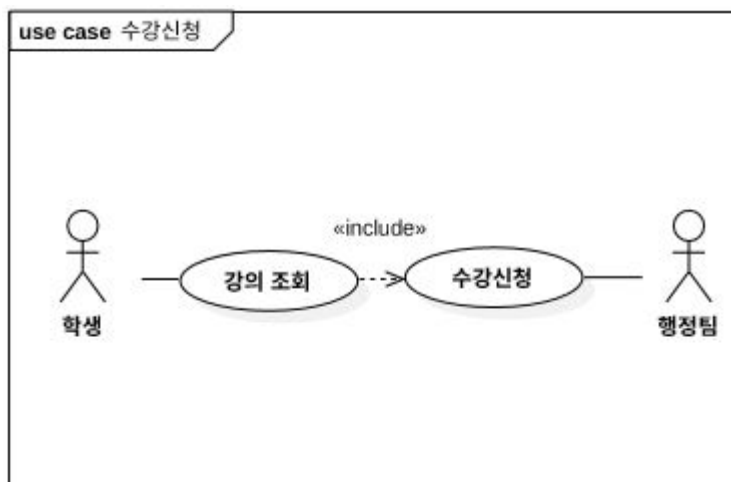 use case 수강신청
«include»
강의 조회
수강신청
학생
행정팀